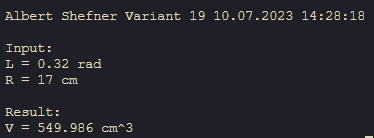 Albert Shefner Variant 19 10.07.2023 14:28:18
Input:
L = 0.32 rad
R = 17 cm
Result:
V = 549.986 cm^3